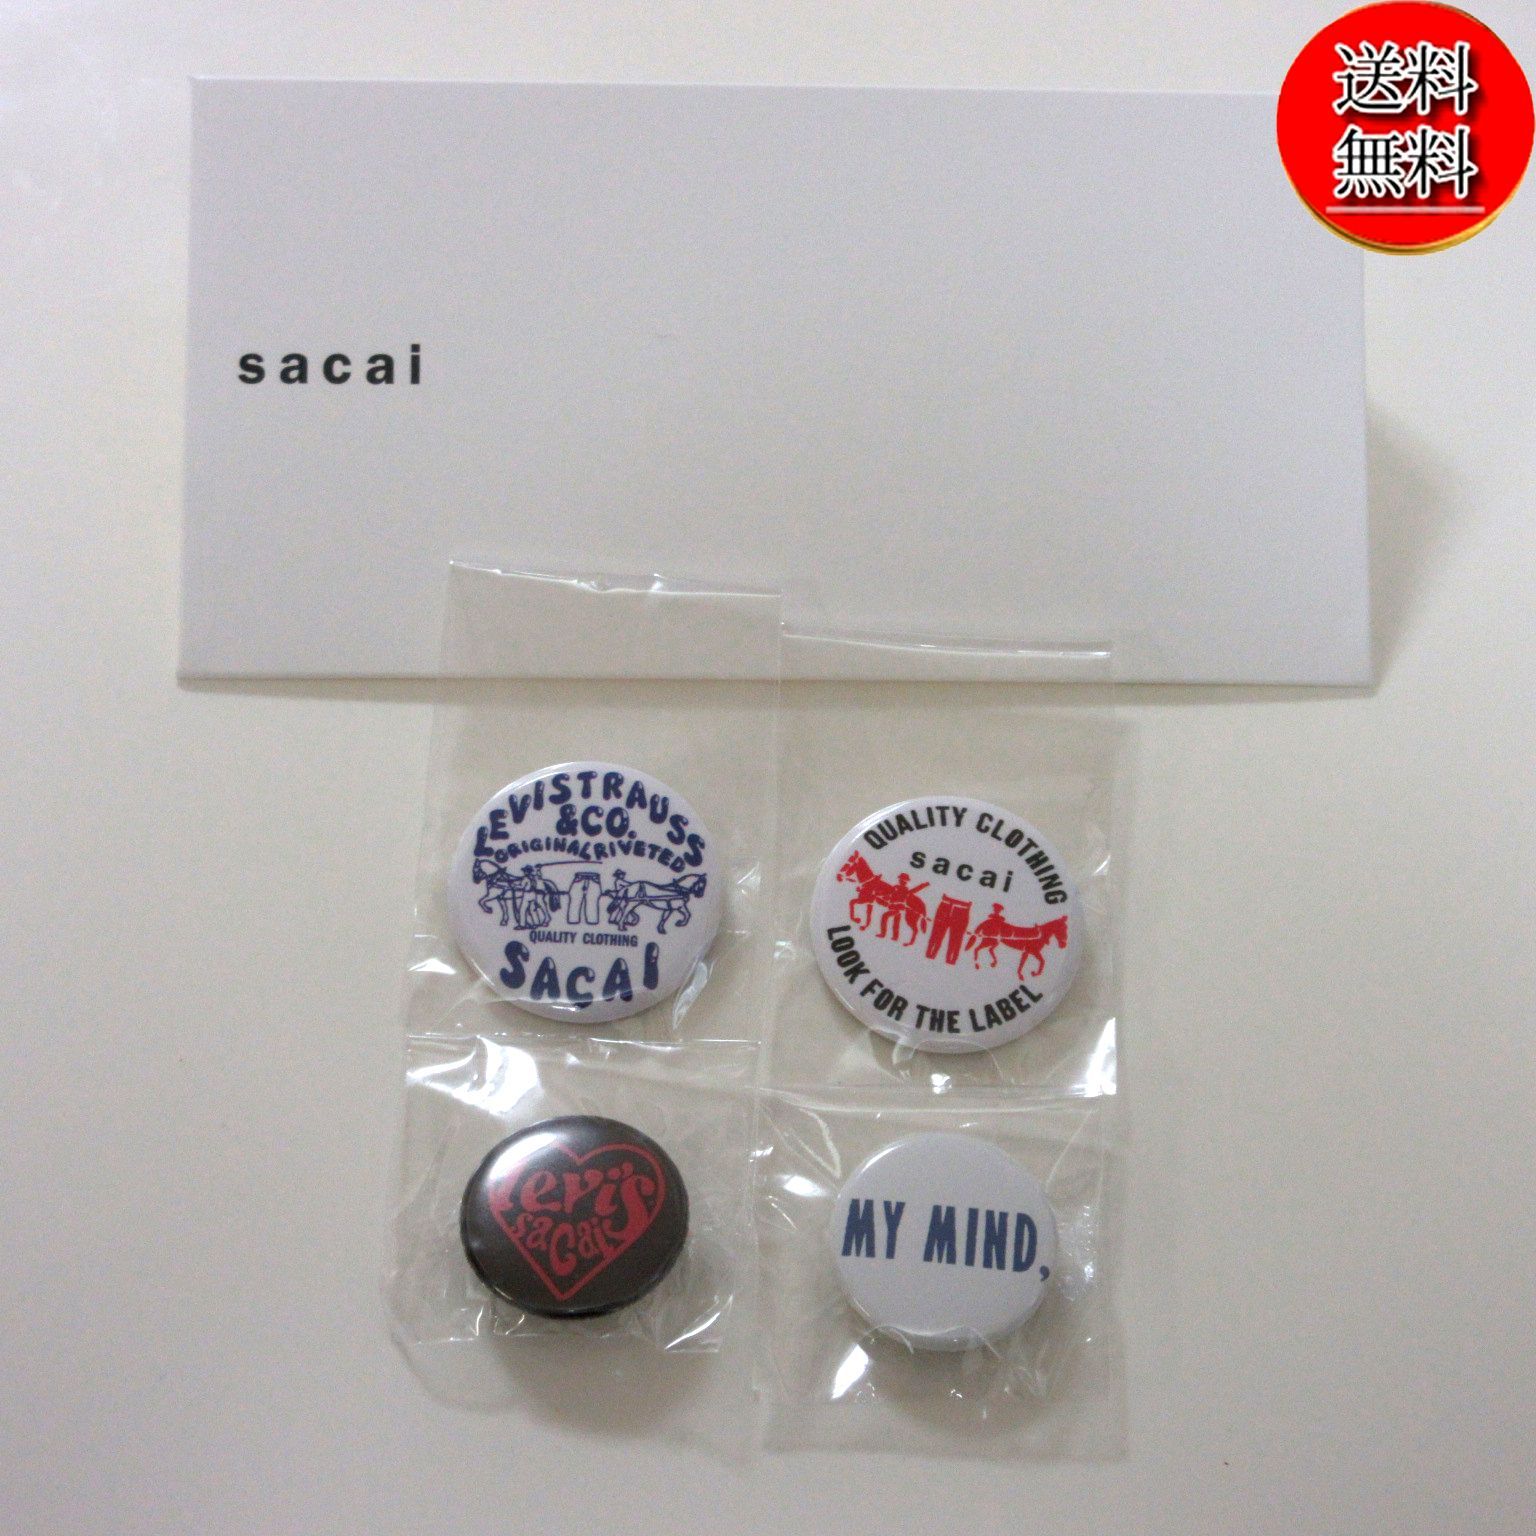 送料
無料
sacai
LEVI STRAUSS
&CO.
ORIGINAL RIVETED
QUALITY CLOTHING
SACAI
QUALITY CLOTHING
sacai
LOOK FOR THE LABEL
levi's
sacai
MY MIND,